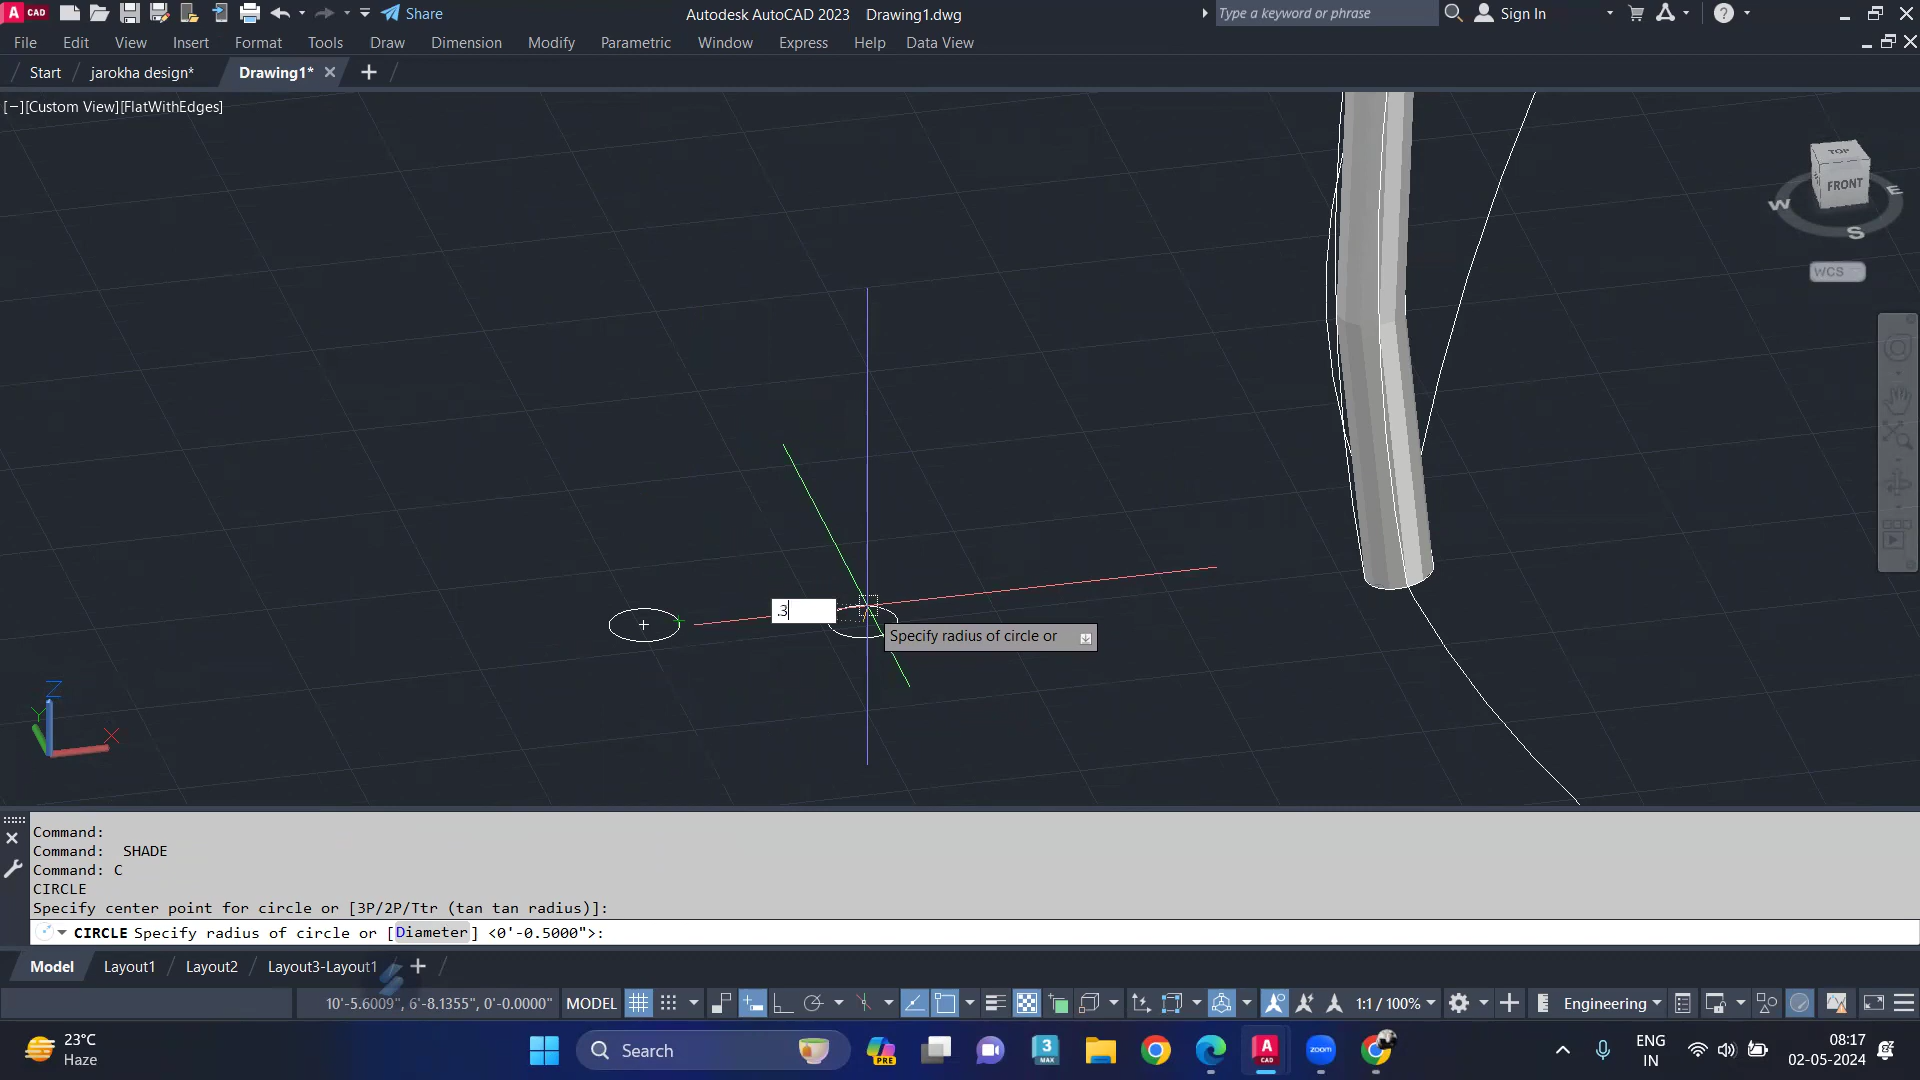 CAD
Share
Autodesk AutoCAD 2023
Drawing1.dwg
Type a keyword or phrase
Sign In
File
Edit
View
Insert
Format
Tools
Draw
Dimension
Modify
Parametric
Window
Express
Help
Data View
Start
jarokha design*
Drawing1*
[−][Custom View][FlatWithEdges]
TOP
FRONT
W
E
S
WCS
.3
Specify radius of circle or
Z
Y
X
Command:
Command:  SHADE
Command: C
CIRCLE
Specify center point for circle or [3P/2P/Ttr (tan tan radius)]:
CIRCLE Specify radius of circle or [Diameter] <0'-0.5000">:
Model
Layout1
Layout2
Layout3-Layout1
10'-5.6009", 6'-8.1355", 0'-0.0000"
MODEL
1:1 / 100%
Engineering
23°C
Haze
Search
PRE
3
MAX
zoom
A
CAD
ENG
IN
08:17
02-05-2024